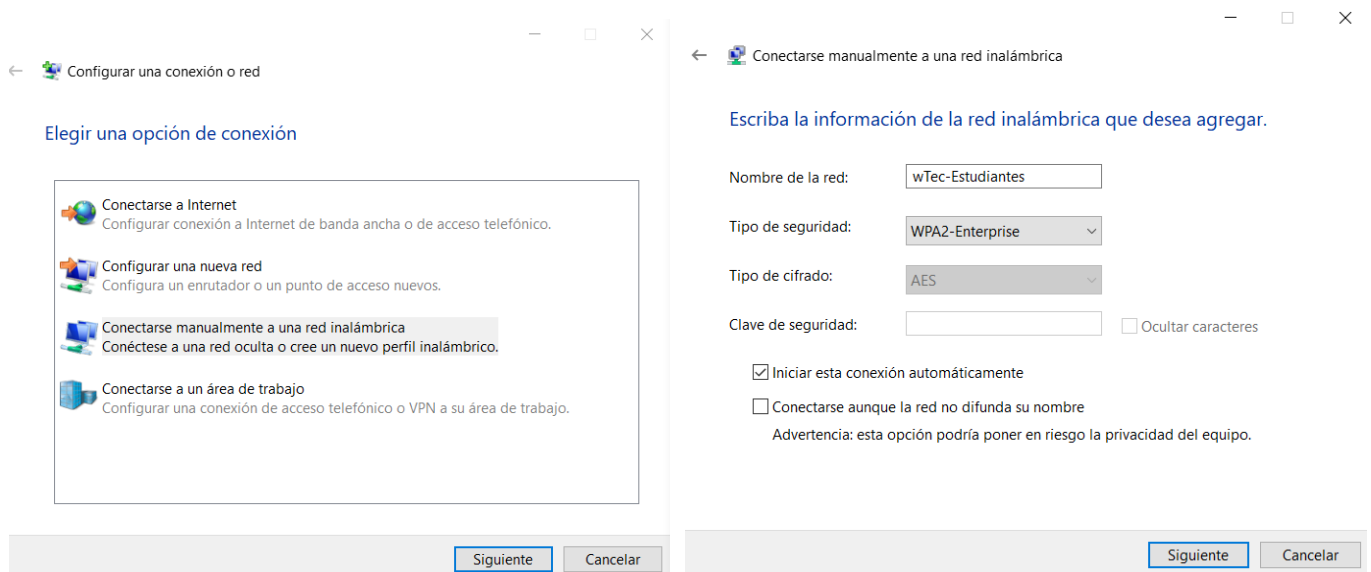 Configurar una conexión o red
Elegir una opción de conexión
Conectarse a Internet
Configurar conexión a Internet de banda ancha o de acceso telefónico.
Configurar una nueva red
Configura un enrutador o un punto de acceso nuevos.
Conectarse manualmente a una red inalámbrica
Conéctese a una red oculta o cree un nuevo perfil inalámbrico.
Conectarse a un área de trabajo
Configurar una conexión de acceso telefónico o VPN a su área de trabajo.
Siguiente
Cancelar
Conectarse manualmente a una red inalámbrica
Escriba la información de la red inalámbrica que desea agregar.
Nombre de la red:
wTec-Estudiantes
Tipo de seguridad:
WPA2-Enterprise
Tipo de cifrado:
AES
Clave de seguridad:
Ocultar caracteres
Iniciar esta conexión automáticamente
Conectarse aunque la red no difunda su nombre
Advertencia: esta opción podría poner en riesgo la privacidad del equipo.
Siguiente
Cancelar